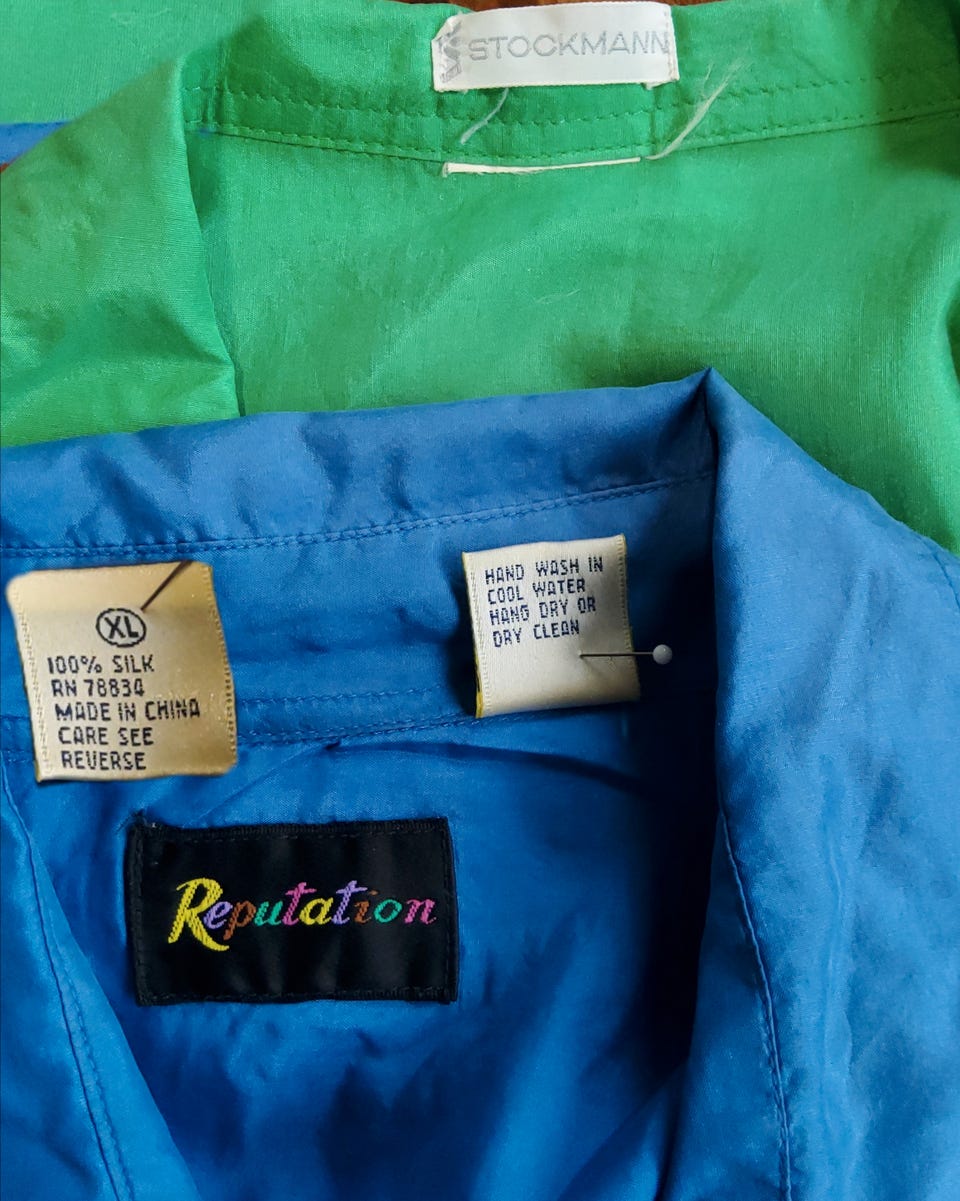 STOCKMANN
XL
100% SILK
RN 78834
MADE IN CHINA
CARE SEE
REVERSE
HAND WASH IN
COOL WATER
HANG DRY OR
DRY CLEAN
Reputation